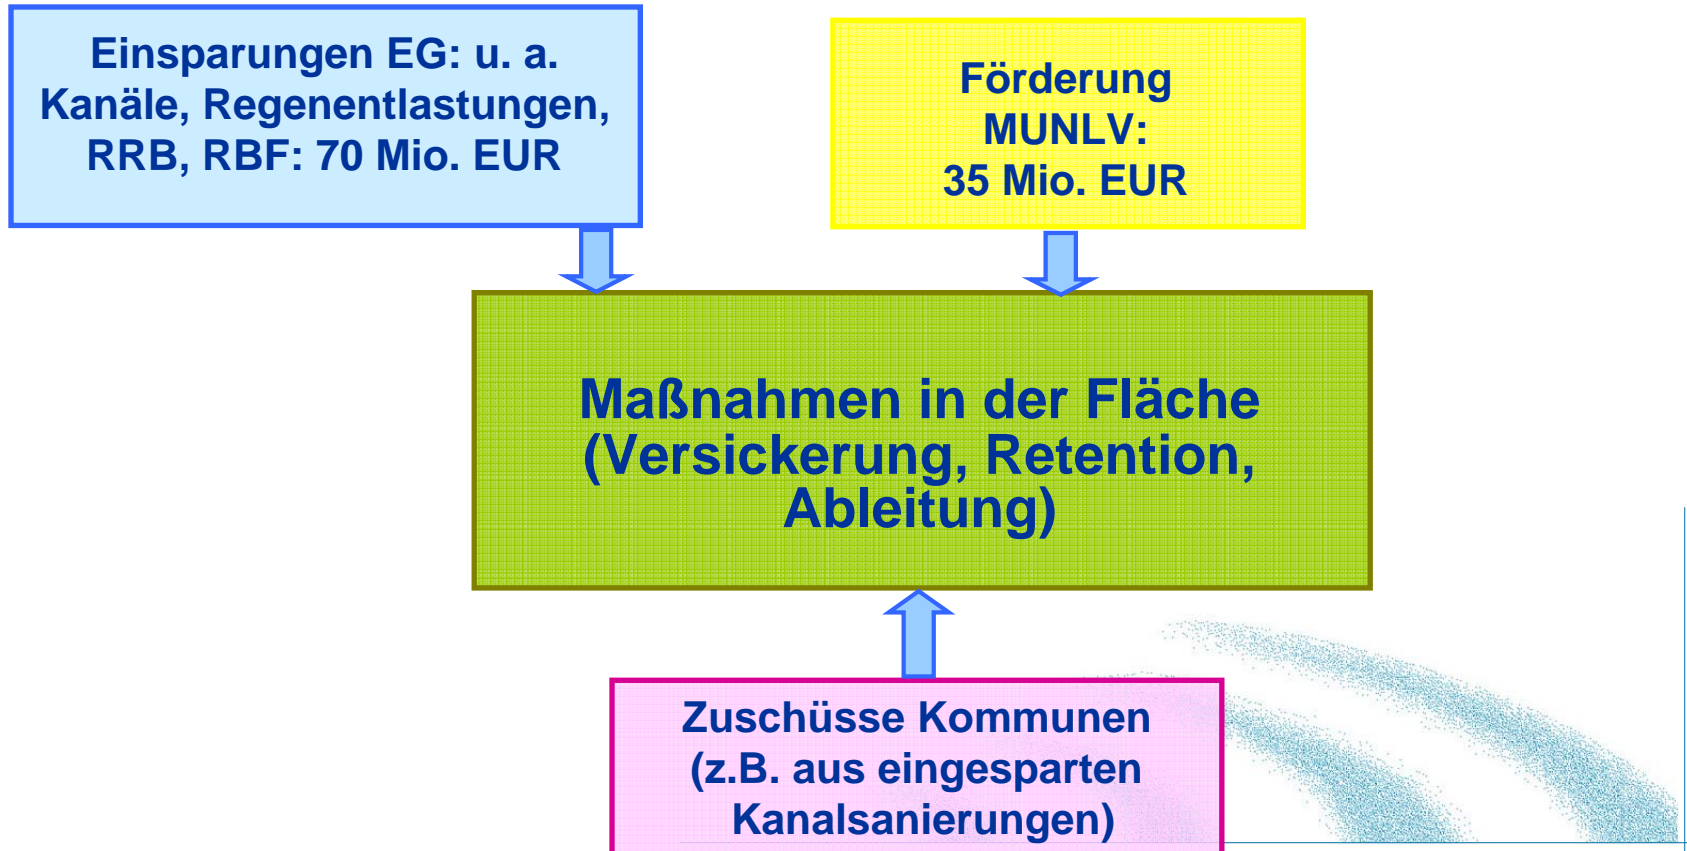 Einsparungen EG: u. a.
Kanäle, Regenentlastungen,
RRB, RBF: 70 Mio. EUR
Förderung
MUNLV:
35 Mio. EUR
Maßnahmen in der Fläche
(Versickerung, Retention,
Ableitung)
Zuschüsse Kommunen
(z.B. aus eingesparten
Kanalsanierungen)